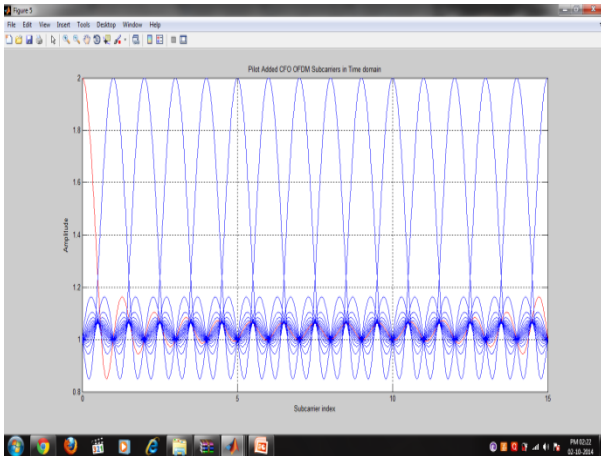 Figure 5
File Edit View Insert Tools Desktop Window Help
Pilot Added CFO OFDM Subcarriers in Time domain
2
1.8
1.6
1.4
1.2
1
0.8
Amplitude
0 5 10 15
Subcarrier index
PM 02:22
02-10-2014